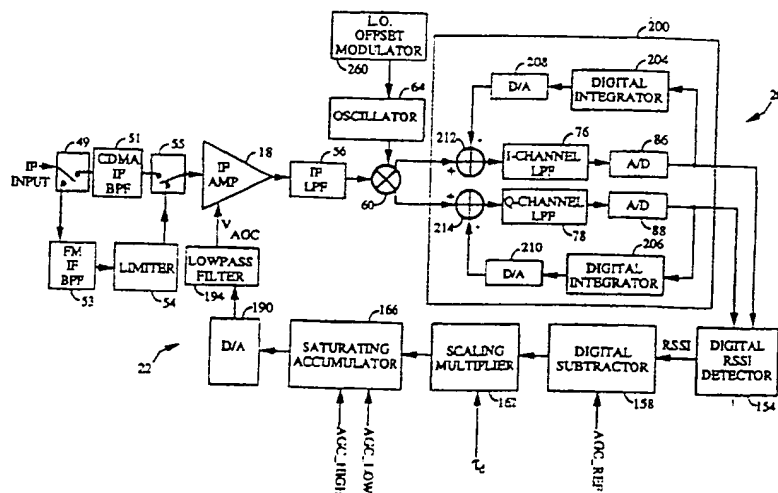 L.O.
OFFSET
MODULATOR
260
64
OSCILLATOR
200
208
D/A
204
DIGITAL
INTEGRATOR
49
IF
INPUT
51
CDMA
IF
BPF
55
18
IF
AMP
56
IF
LPF
60
212
-
+
76
I-CHANNEL
LPF
86
A/D
+
214
-
Q-CHANNEL
LPF
78
A/D
88
V
AGC
FM
IF
BPF
53
LIMITER
54
LOWPASS
FILTER
194
210
D/A
206
DIGITAL
INTEGRATOR
22
190
D/A
166
SATURATING
ACCUMULATOR
SCALING
MULTIPLIER
162
DIGITAL
SUBTRACTOR
158
RSSI
DIGITAL
RSSI
DETECTOR
154
AGC_HIGH
AGC_LOW
AGC_REF